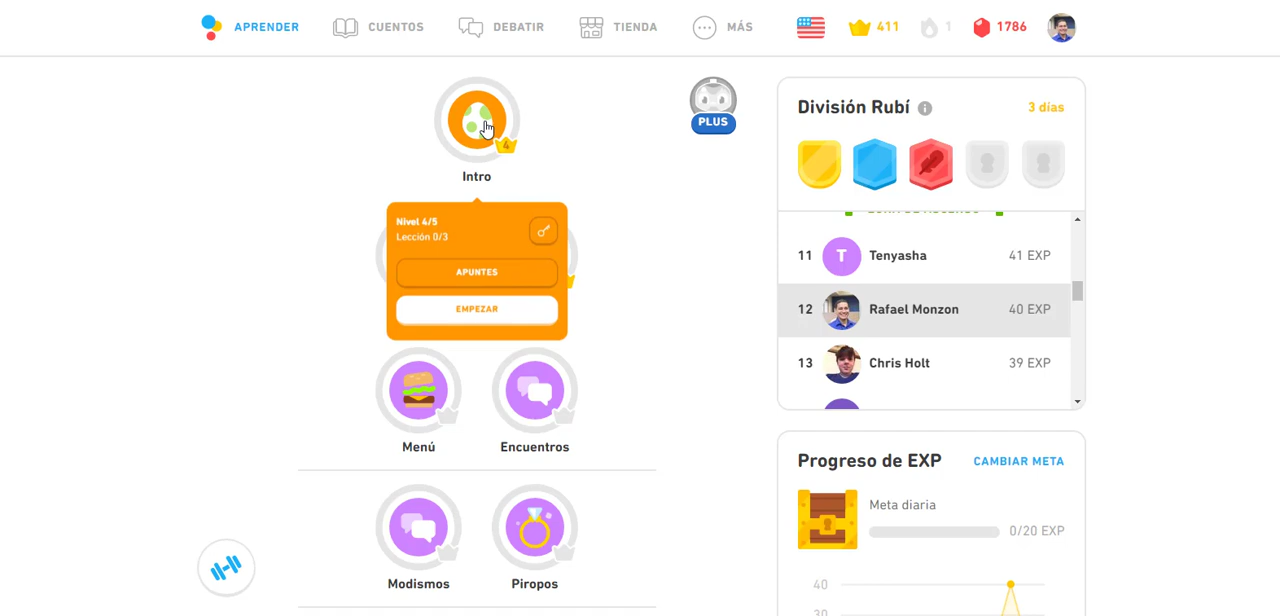 APRENDER
CUENTOS
DEBATIR
TIENDA
MÁS
411
1
1786
4
Intro
PLUS
Nivel 4/5
Lección 0/3
APUNTES
EMPEZAR
Menú
Encuentros
Modismos
Piropos
División Rubí
3 días
11 T Tenyasha 41 EXP
12 Rafael Monzon 40 EXP
13 Chris Holt 39 EXP
Progreso de EXP
CAMBIAR META
Meta diaria
0/20 EXP
40
30